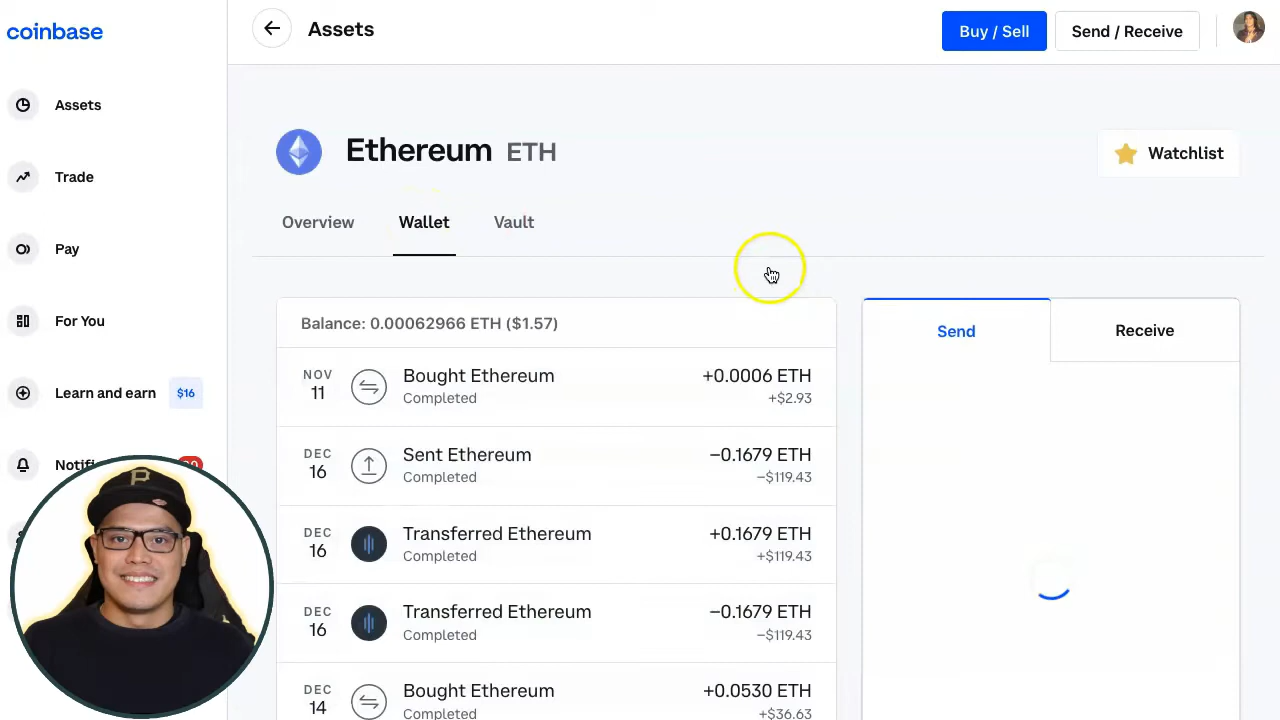 coinbase
Assets
Buy / Sell
Send / Receive
Assets
Trade
Pay
For You
Learn and earn $16
Ethereum ETH
Watchlist
Overview
Wallet
Vault
Balance: 0.00062966 ETH ($1.57)
NOV
11
Bought Ethereum
Completed
+0.0006 ETH
+$2.93
DEC
16
Sent Ethereum
Completed
−0.1679 ETH
−$119.43
DEC
16
Transferred Ethereum
Completed
+0.1679 ETH
+$119.43
DEC
16
Transferred Ethereum
Completed
−0.1679 ETH
−$119.43
DEC
14
Bought Ethereum
Completed
+0.0530 ETH
+$36.63
Send
Receive
P